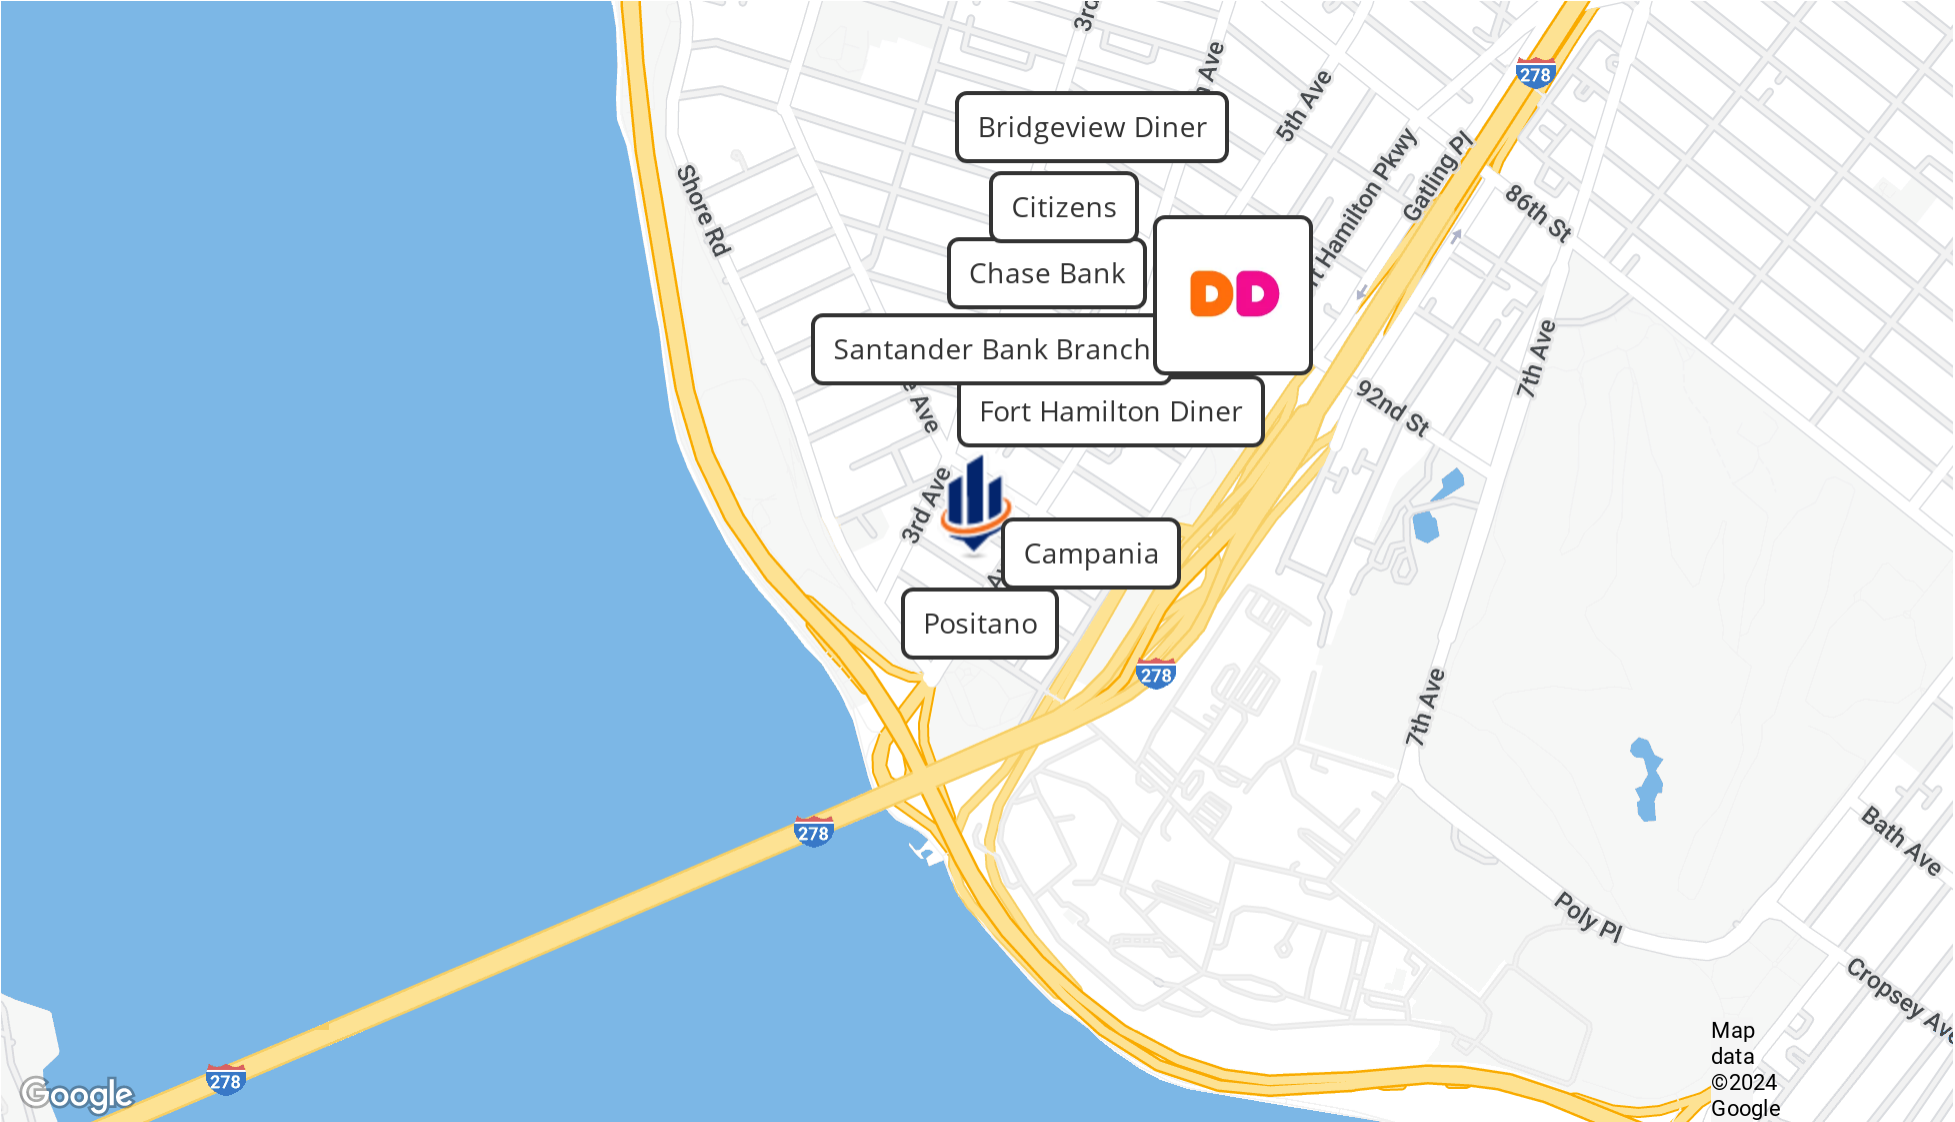 3rd
278
Ave
5th Ave
Bridgeview Diner
Gatling Pl
Shore Rd
Citizens
86th St
Hamilton Pkwy
Chase Bank
DD
Santander Bank Branch
7th Ave
Ave
92nd St
Fort Hamilton Diner
3rd Ave
Campania
Positano
278
7th Ave
278
Bath Ave
Poly Pl
Cropsey Ave
Map
data
©2024
Google
278
Google